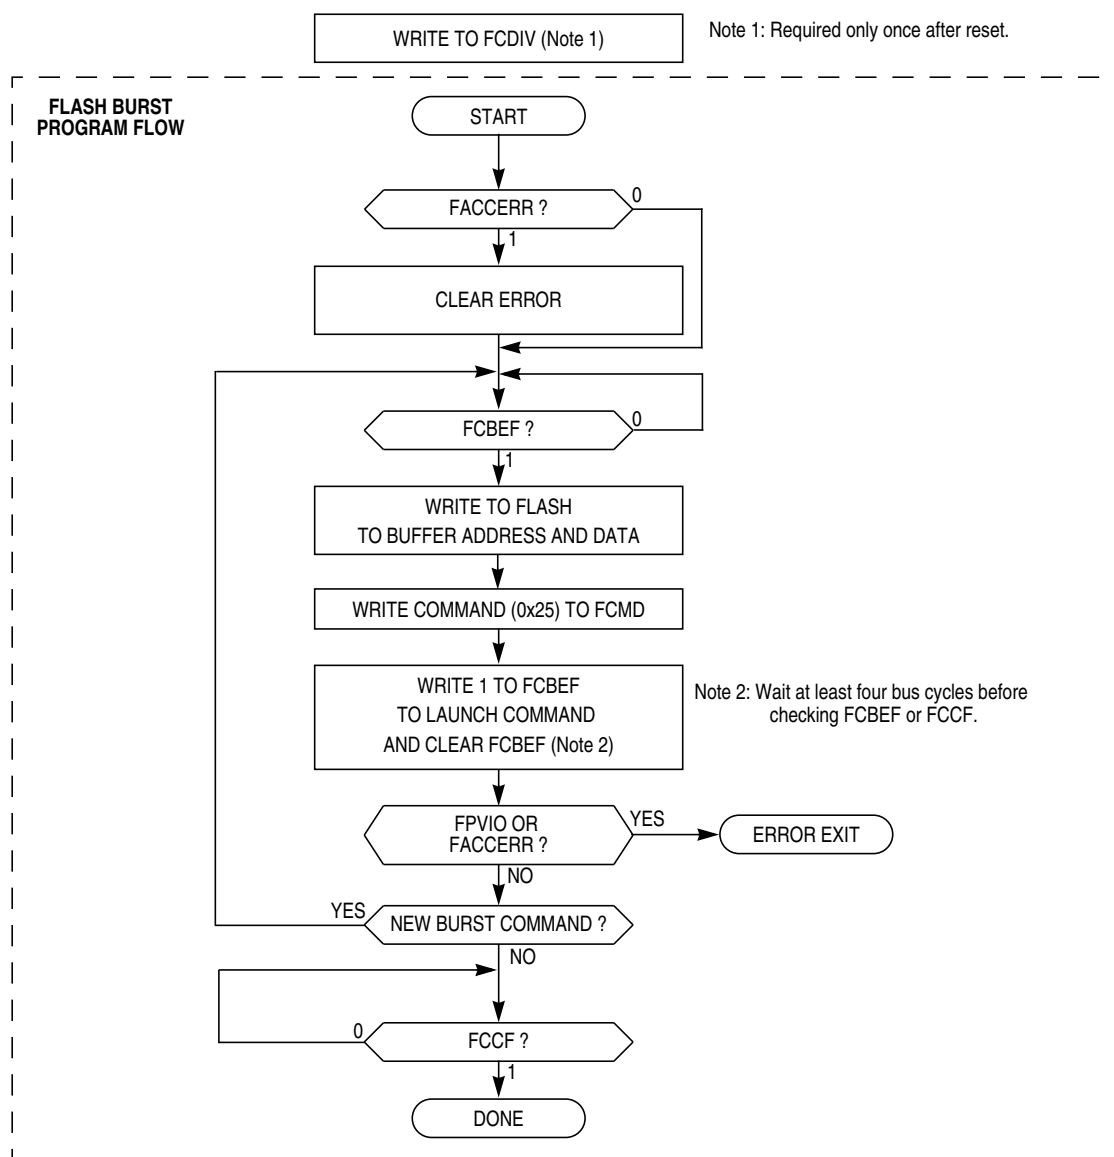 WRITE TO FCDIV (Note 1)
Note 1: Required only once after reset.
FLASH BURST
PROGRAM FLOW
START
FACCERR ?
0
1
CLEAR ERROR
FCBEF ?
0
1
WRITE TO FLASH
TO BUFFER ADDRESS AND DATA
WRITE COMMAND (0x25) TO FCMD
WRITE 1 TO FCBEF
TO LAUNCH COMMAND
AND CLEAR FCBEF (Note 2)
Note 2: Wait at least four bus cycles before
checking FCBEF or FCCF.
FPVIO OR
FACCERR ?
YES
ERROR EXIT
NO
YES
NEW BURST COMMAND ?
NO
0
FCCF ?
1
DONE